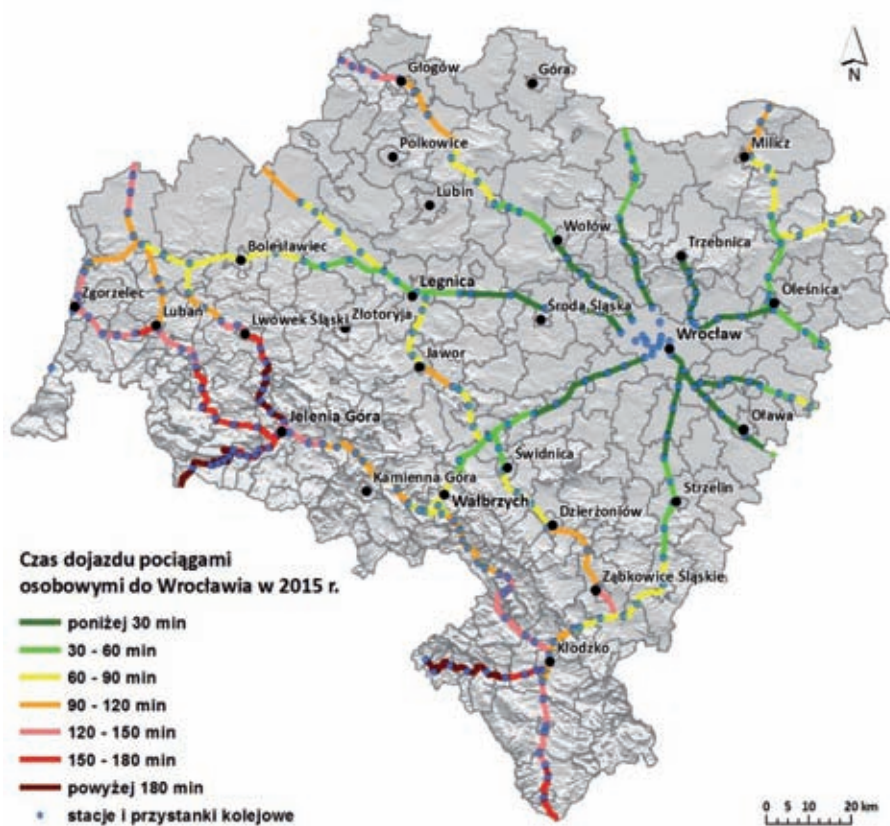 N
Głogów
Góra
Polkowice
Milicz
Lubin
Wołów
Trzebnica
Bolesławiec
Legnica
Oleśnica
Zgorzelec
Lubań
Lwówek Śląski
Złotoryja
Środa Śląska
Wrocław
Jawor
Jelenia Góra
Oława
Kamienna Góra
Świdnica
Wałbrzych
Strzelin
Dzierżoniów
Ząbkowice Śląskie
Kłodzko
Czas dojazdu pociągami
osobowymi do Wrocławia w 2015 r.
poniżej 30 min
30 - 60 min
60 - 90 min
90 - 120 min
120 - 150 min
150 - 180 min
powyżej 180 min
stacje i przystanki kolejowe
0 5 10 20 km